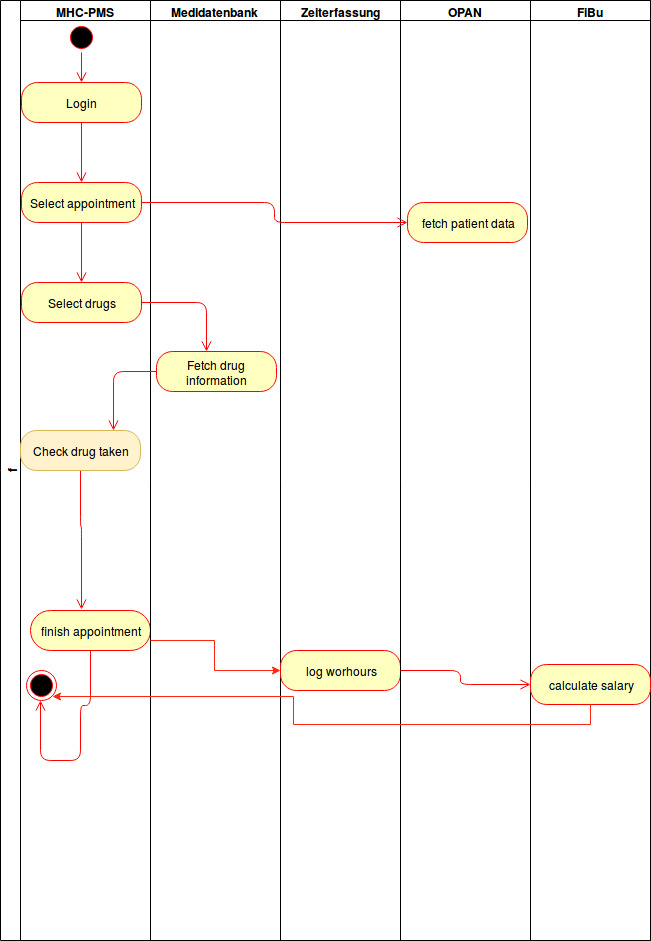 MHC-PMS
Medidatenbank
Zeiterfassung
OPAN
FIBu
Login
Select appointment
fetch patient data
Select drugs
Fetch drug
information
Check drug taken
f
finish appointment
log worhours
calculate salary